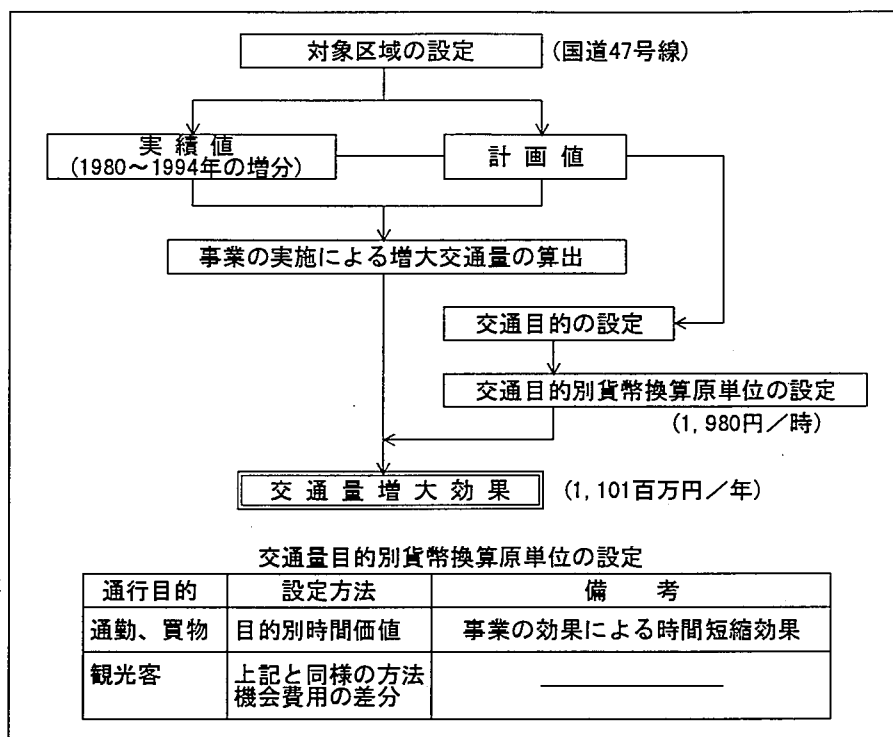 対象区域の設定 (国道47号線)
実績値
(1980～1994年の増分)
計画値
事業の実施による増大交通量の算出
交通目的の設定
交通目的別貨幣換算原単位の設定
(1,980円／時)
交通量増大効果 (1,101百万円／年)
交通量目的別貨幣換算原単位の設定
通行目的 設定方法 備考
通勤、買物 目的別時間価値 事業の効果による時間短縮効果
観光客 上記と同様の方法
機会費用の差分